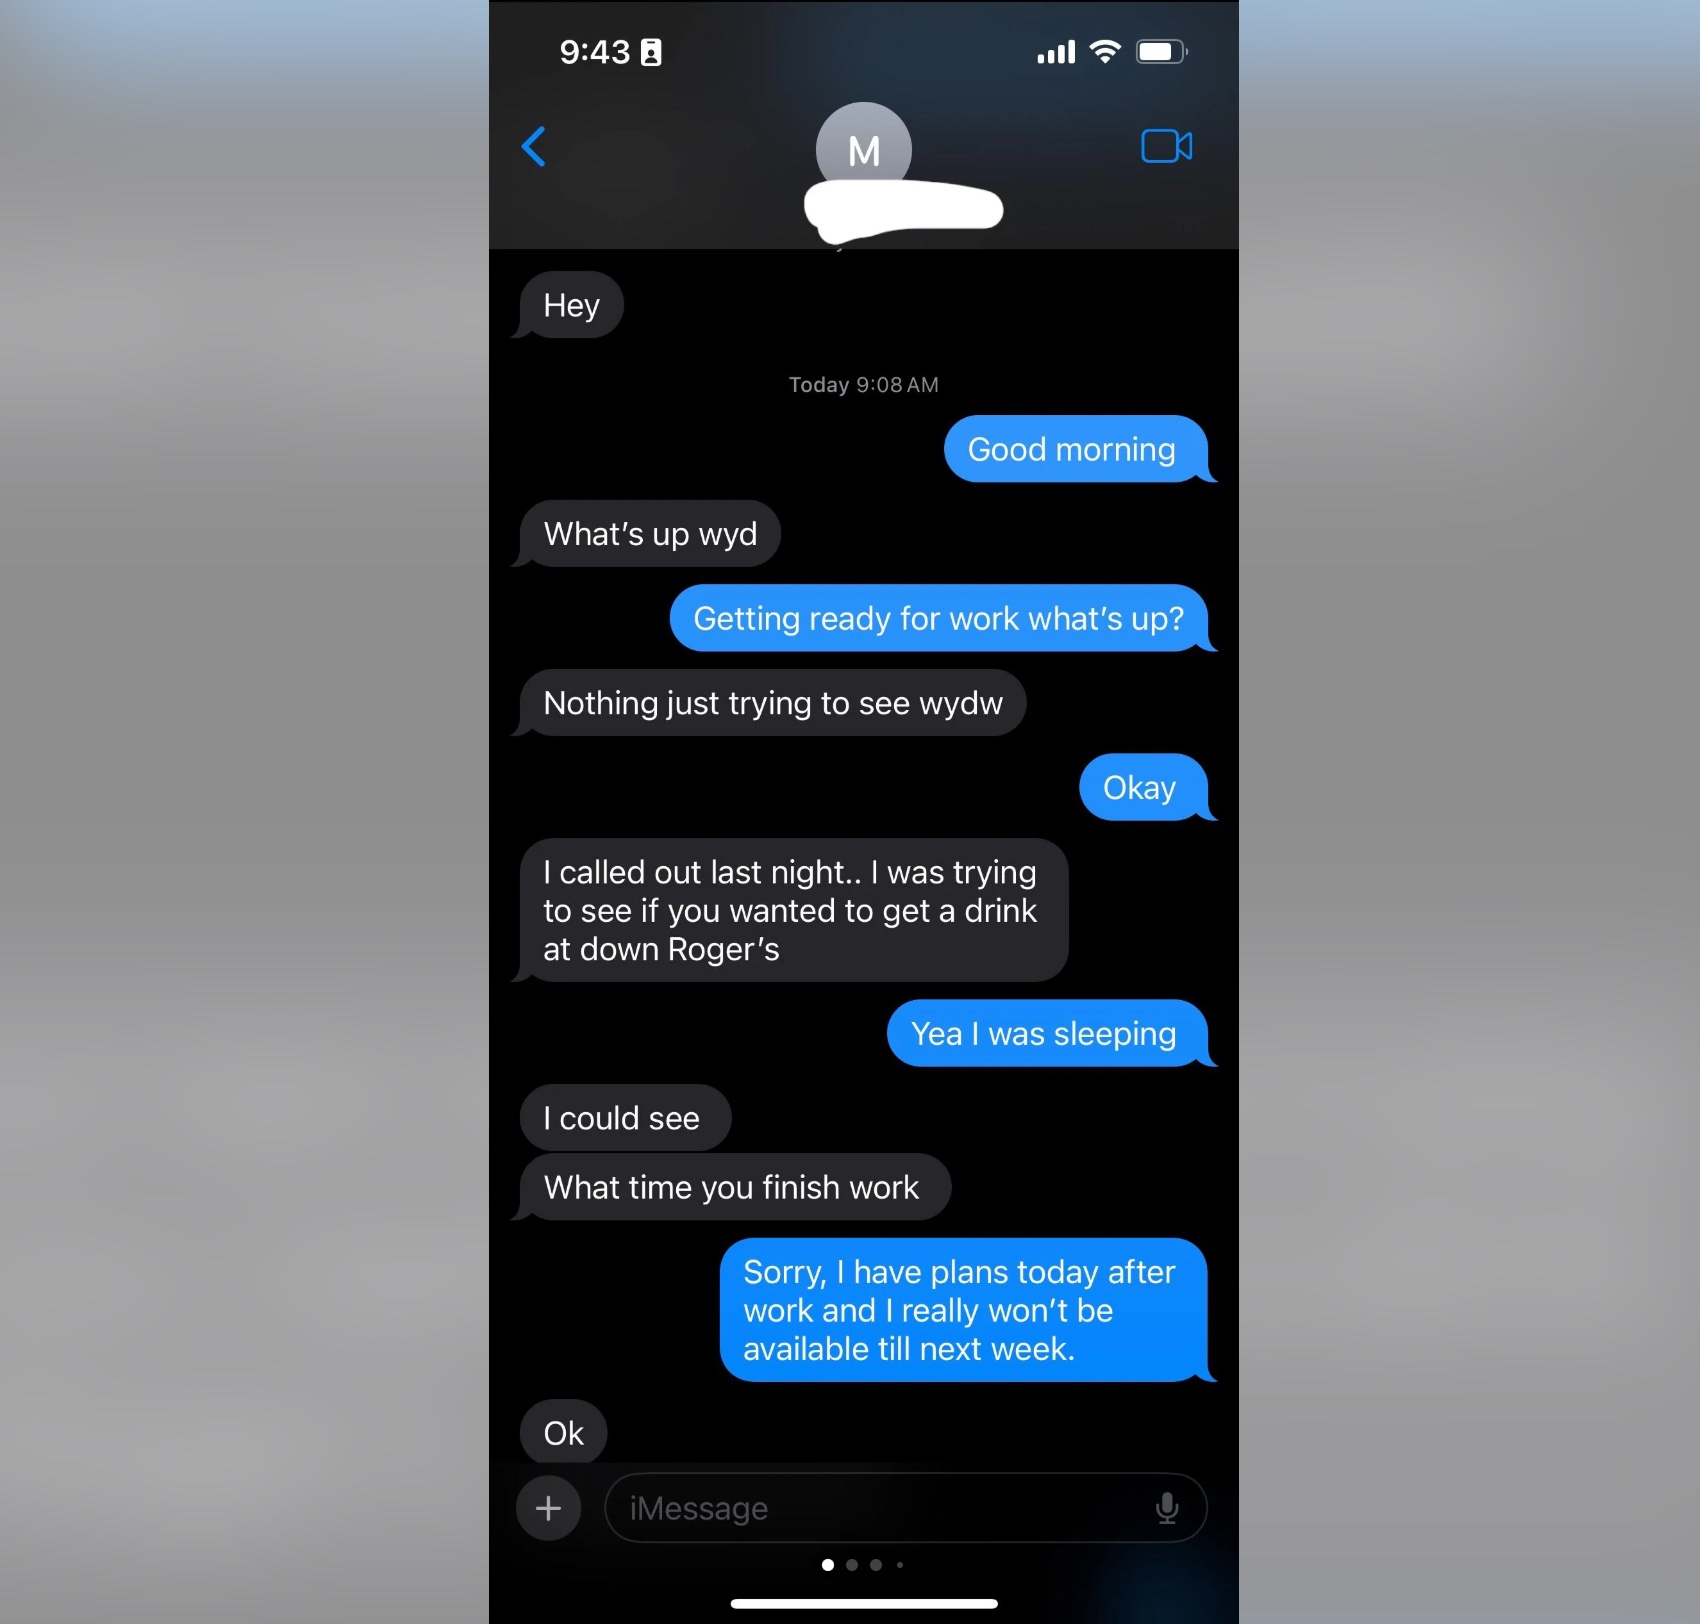 9:43
M
Hey
Today 9:08 AM
Good morning
What's up wyd
Getting ready for work what's up?
Nothing just trying to see wydw
Okay
I called out last night.. I was trying
to see if you wanted to get a drink
at down Roger's
Yea I was sleeping
I could see
What time you finish work
Sorry, I have plans today after
work and I really won't be
available till next week.
Ok
iMessage